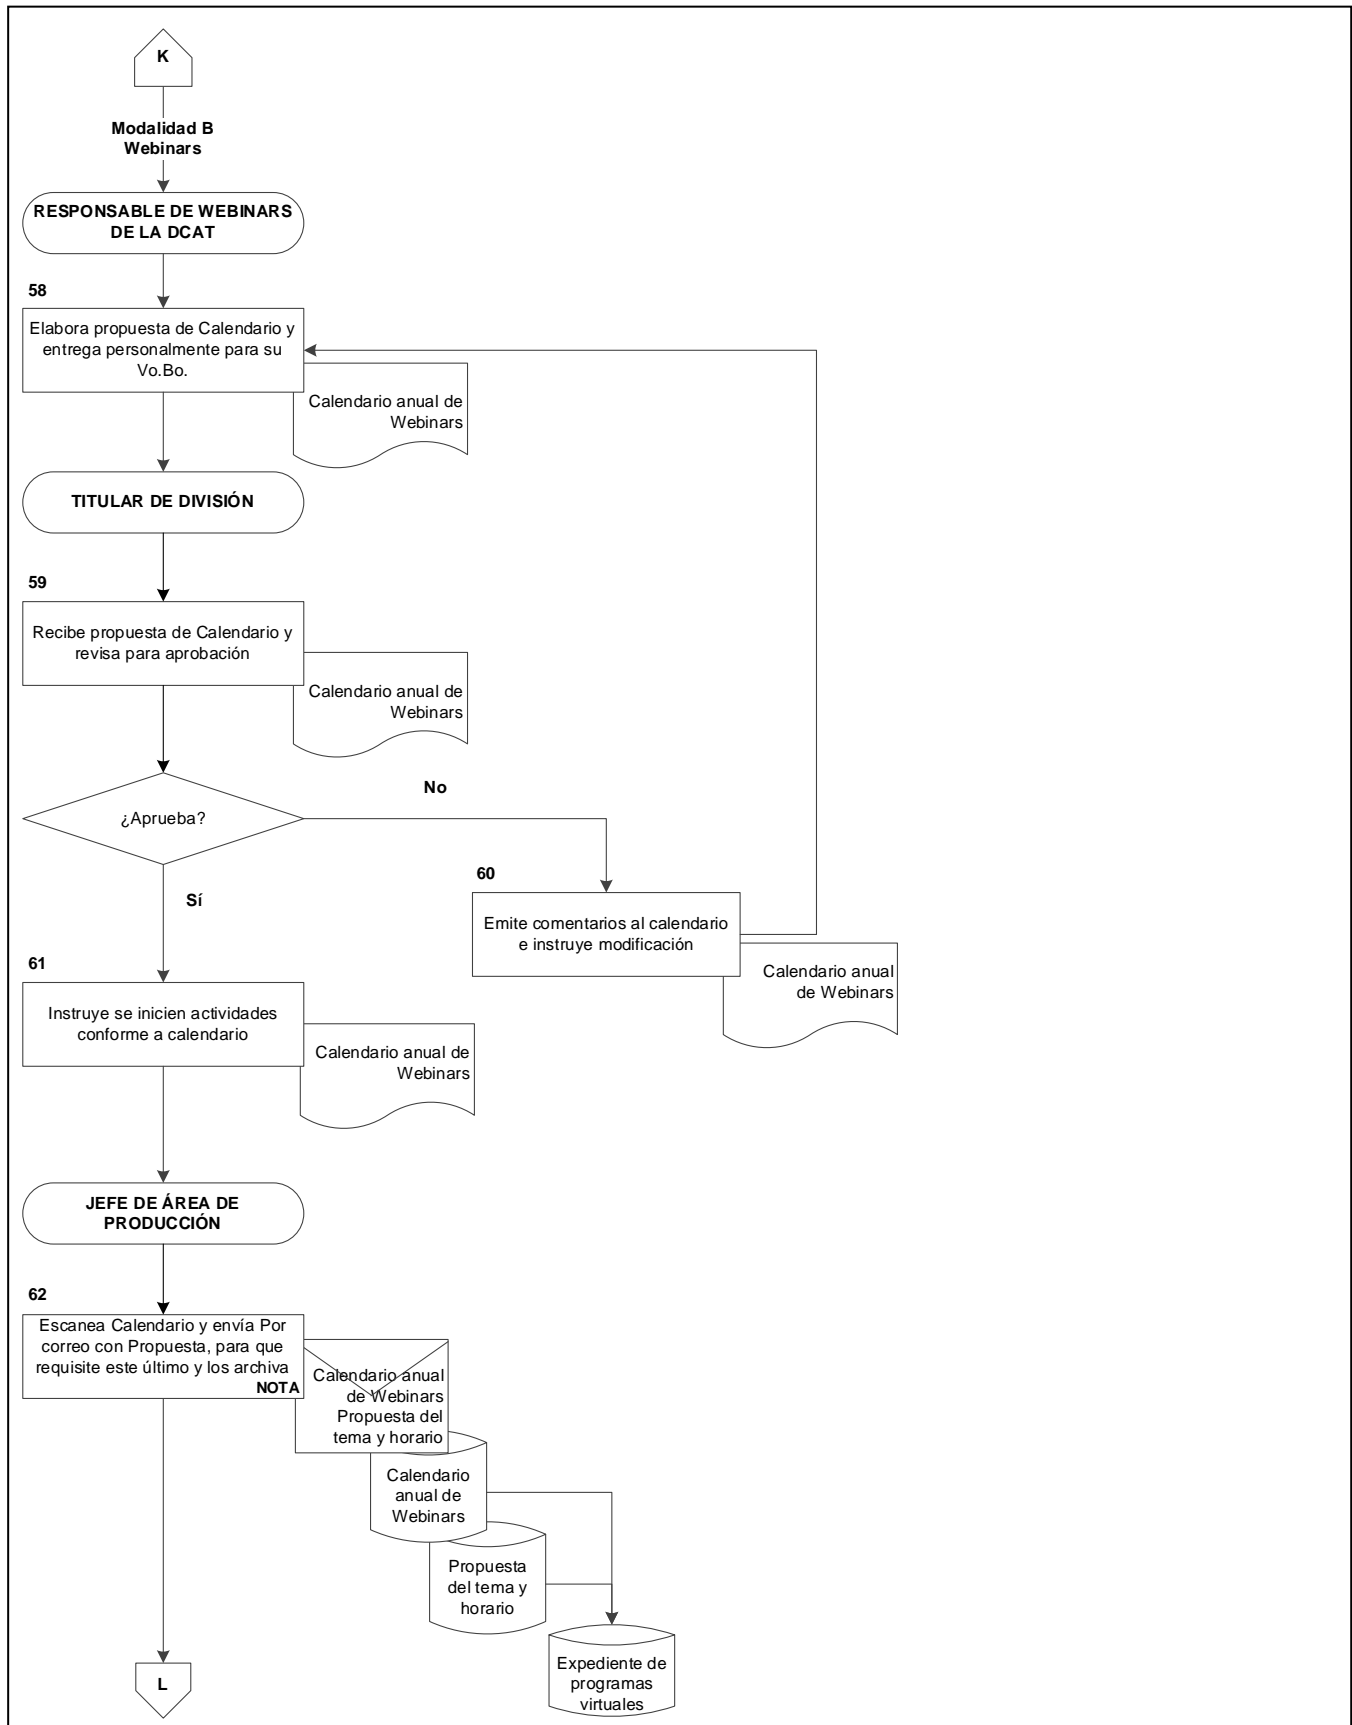 K
Modalidad B
Webinars
RESPONSABLE DE WEBINARS
DE LA DCAT
58
Elabora propuesta de Calendario y
entrega personalmente para su
Vo.Bo.
Calendario anual de
Webinars
TITULAR DE DIVISIÓN
59
Recibe propuesta de Calendario y
revisa para aprobación
Calendario anual de
Webinars
¿Aprueba?
No
Sí
60
Emite comentarios al calendario
e instruye modificación
Calendario anual
de Webinars
61
Instruye se inicien actividades
conforme a calendario
Calendario anual de
Webinars
JEFE DE ÁREA DE
PRODUCCIÓN
62
Escanea Calendario y envía Por
correo con Propuesta, para que
requisite este último y los archiva
NOTA
Calendario anual
de Webinars
Propuesta del
tema y horario
Calendario
anual de
Webinars
Propuesta
del tema y
horario
Expediente de
programas
virtuales
L